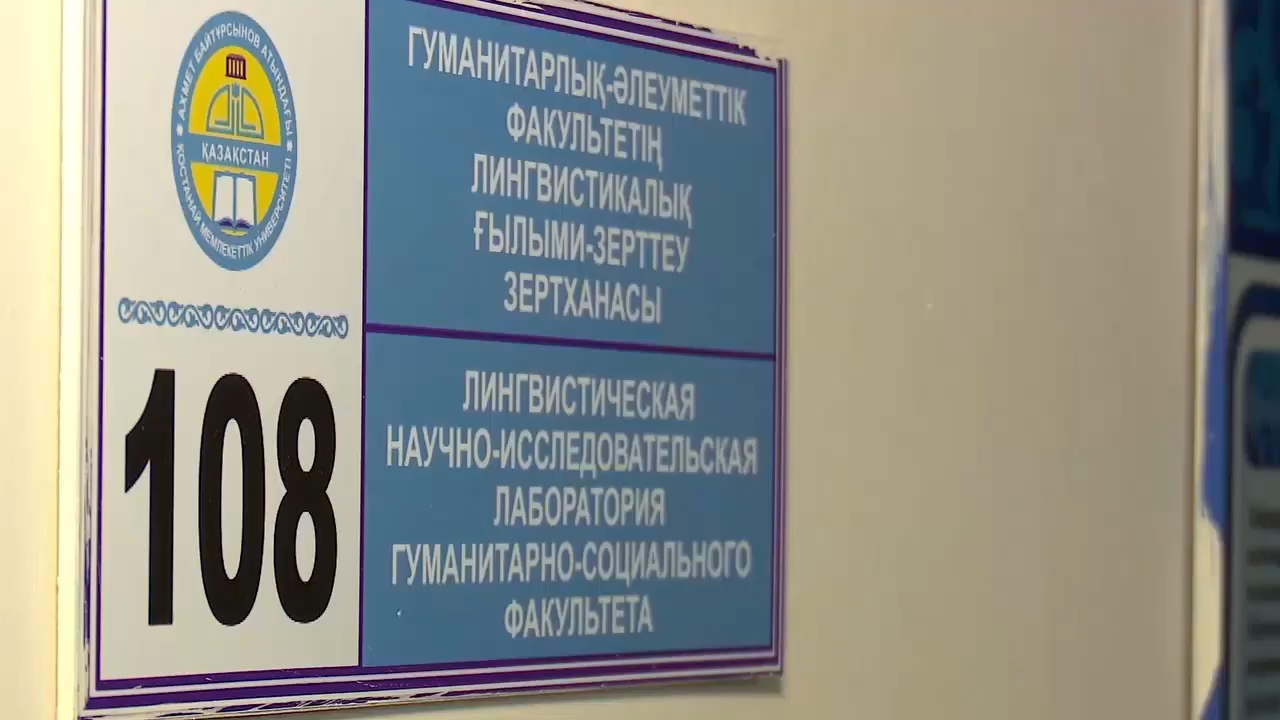 АХМЕТ БАЙТҰРСЫНОВ АТЫНДАҒЫ
ҚАЗАҚСТАН
ҚОСТАНАЙ МЕМЛЕКЕТТІК УНИВЕРСИТЕТІ
108
ГУМАНИТАРЛЫҚ-ӘЛЕУМЕТТІК
ФАКУЛЬТЕТІҢ
ЛИНГВИСТИКАЛЫҚ
ҒЫЛЫМИ-ЗЕРТТЕУ
ЗЕРТХАНАСЫ
ЛИНГВИСТИЧЕСКАЯ
НАУЧНО-ИССЛЕДОВАТЕЛЬСКАЯ
ЛАБОРАТОРИЯ
ГУМАНИТАРНО-СОЦИАЛЬНОГО
ФАКУЛЬТЕТА